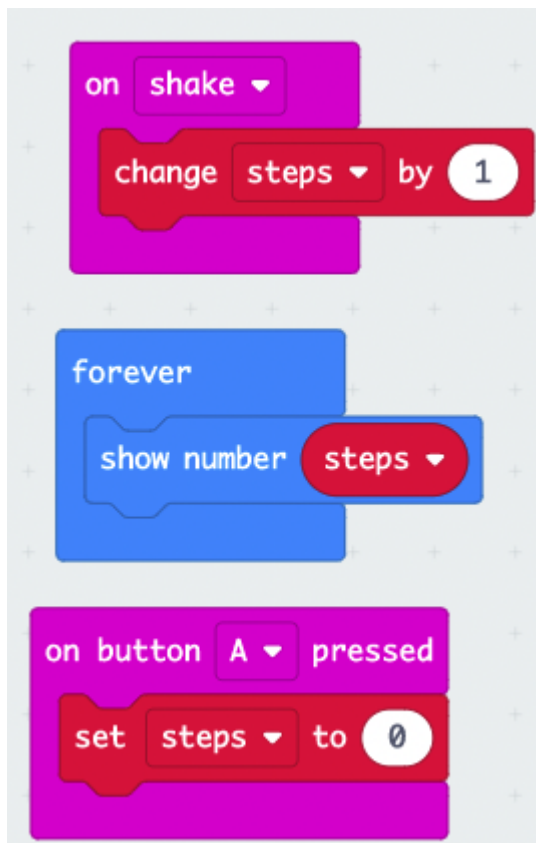 on shake
change steps by 1
forever
show number steps
on button A pressed
set steps to 0